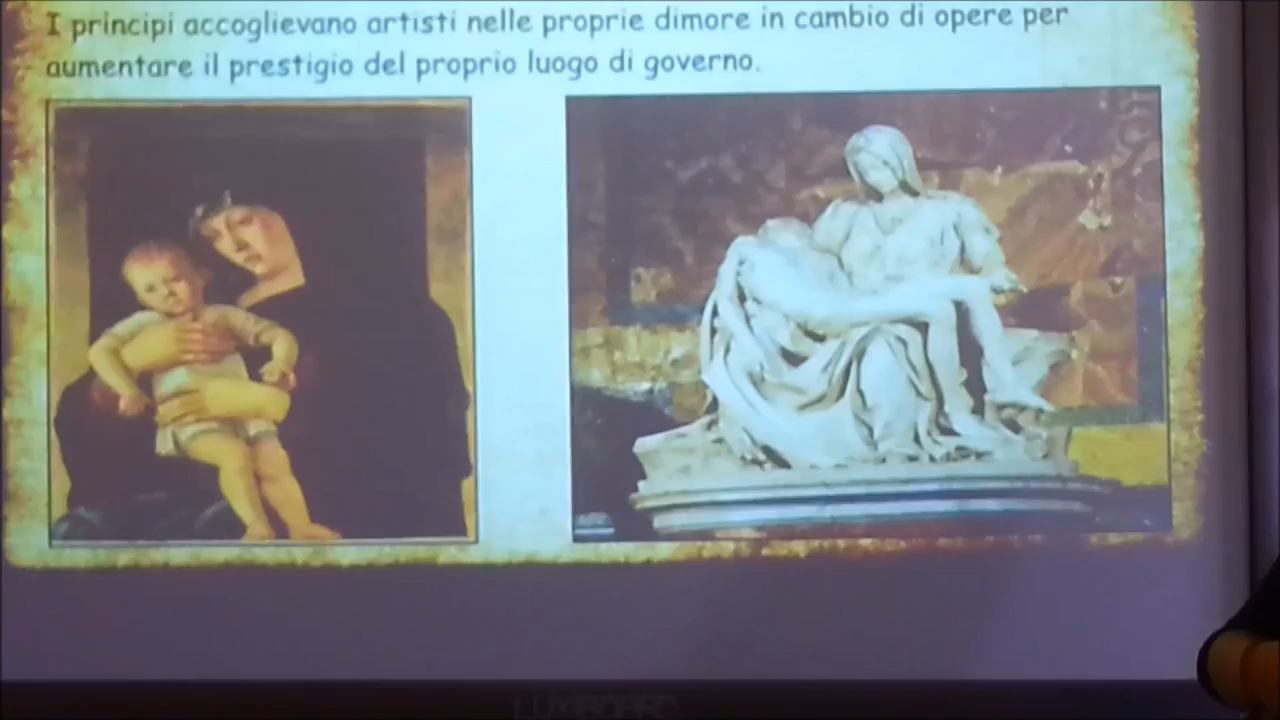 I principi accoglievano artisti nelle proprie dimore in cambio di opere per
aumentare il prestigio del proprio luogo di governo.
LUXIBOARD